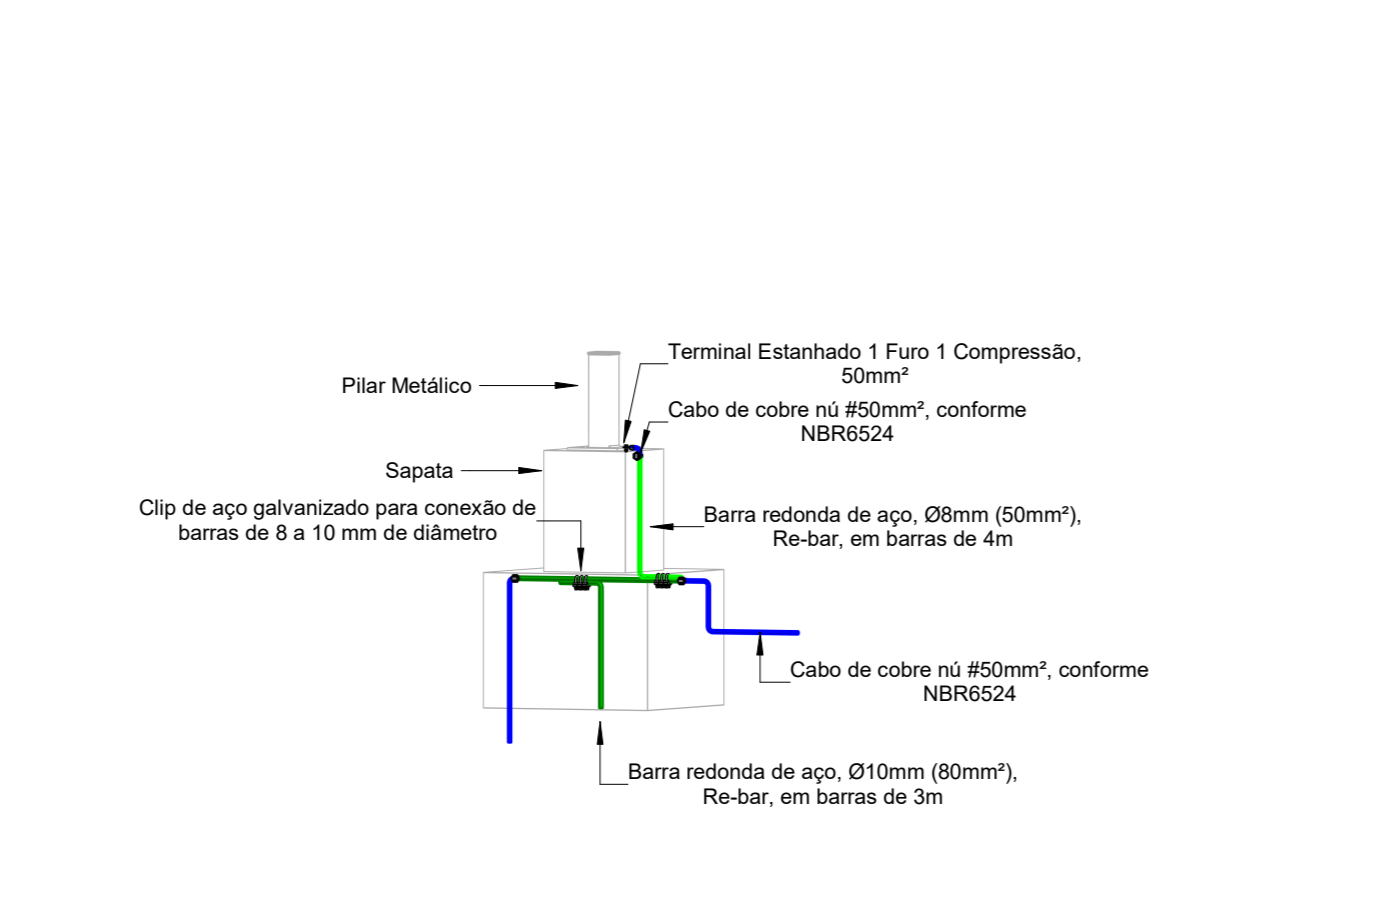 Terminal Estanhado 1 Furo 1 Compressão,
50mm²
Pilar Metálico
Cabo de cobre nú #50mm², conforme
NBR6524
Sapata
Clip de aço galvanizado para conexão de
barras de 8 a 10 mm de diâmetro
Barra redonda de aço, Ø8mm (50mm²),
Re-bar, em barras de 4m
Cabo de cobre nú #50mm², conforme
NBR6524
Barra redonda de aço, Ø10mm (80mm²),
Re-bar, em barras de 3m